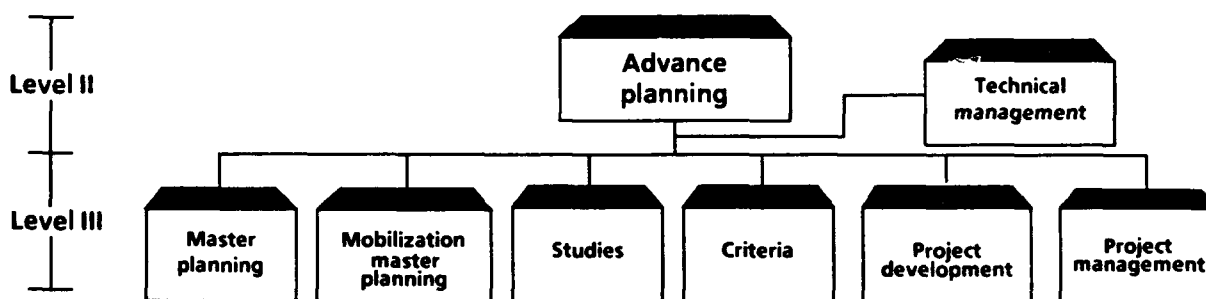 Level II
Advance
planning
Technical
management
Level III
Master
planning
Mobilization
master
planning
Studies
Criteria
Project
development
Project
management